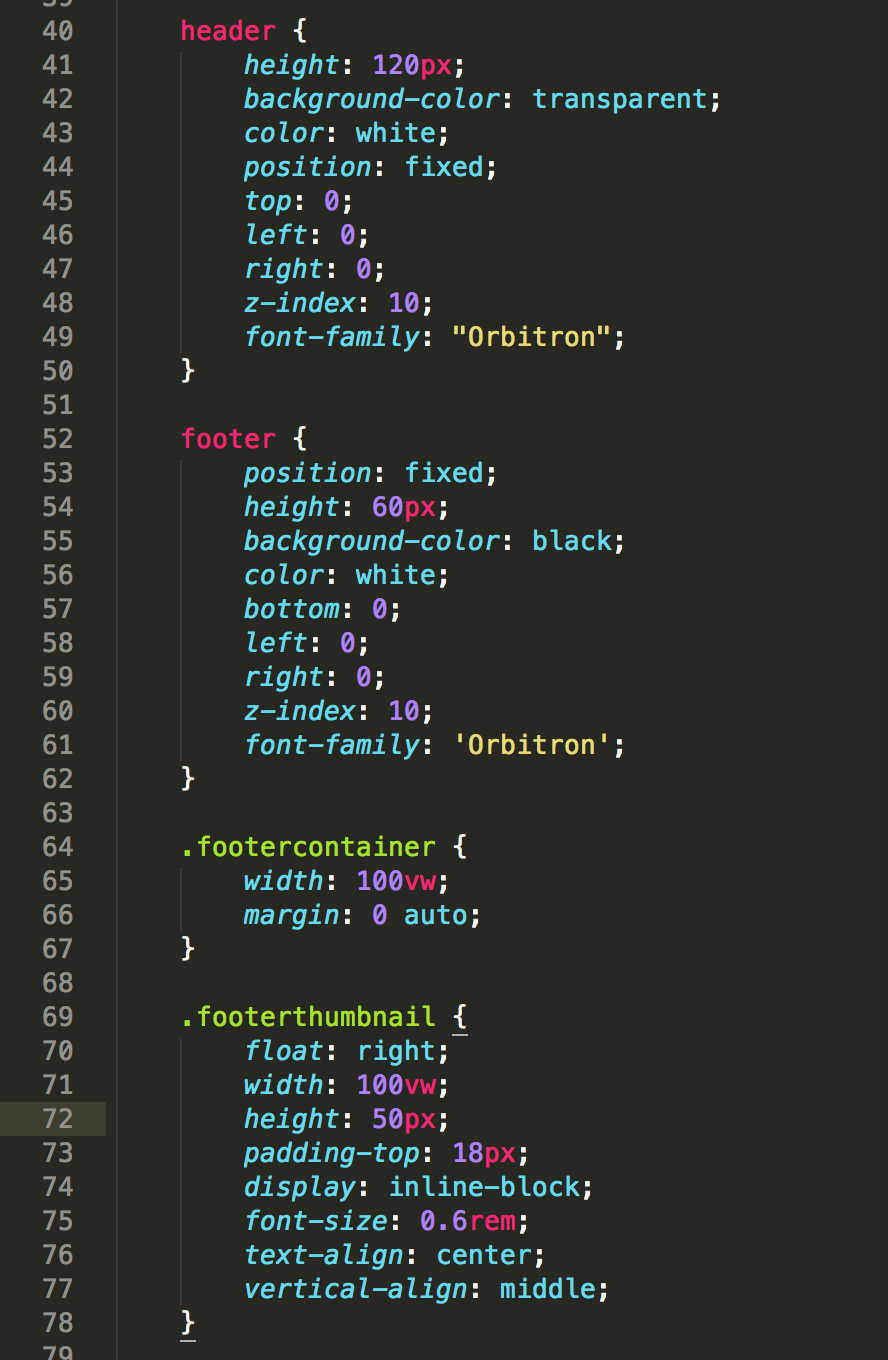 39
40 header {
41 height: 120px;
42 background-color: transparent;
43 color: white;
44 position: fixed;
45 top: 0;
46 left: 0;
47 right: 0;
48 z-index: 10;
49 font-family: "Orbitron";
50 }
51
52 footer {
53 position: fixed;
54 height: 60px;
55 background-color: black;
56 color: white;
57 bottom: 0;
58 left: 0;
59 right: 0;
60 z-index: 10;
61 font-family: 'Orbitron';
62 }
63
64 .footercontainer {
65 width: 100vw;
66 margin: 0 auto;
67 }
68
69 .footerthumbnail {
70 float: right;
71 width: 100vw;
72 height: 50px;
73 padding-top: 18px;
74 display: inline-block;
75 font-size: 0.6rem;
76 text-align: center;
77 vertical-align: middle;
78 }
79